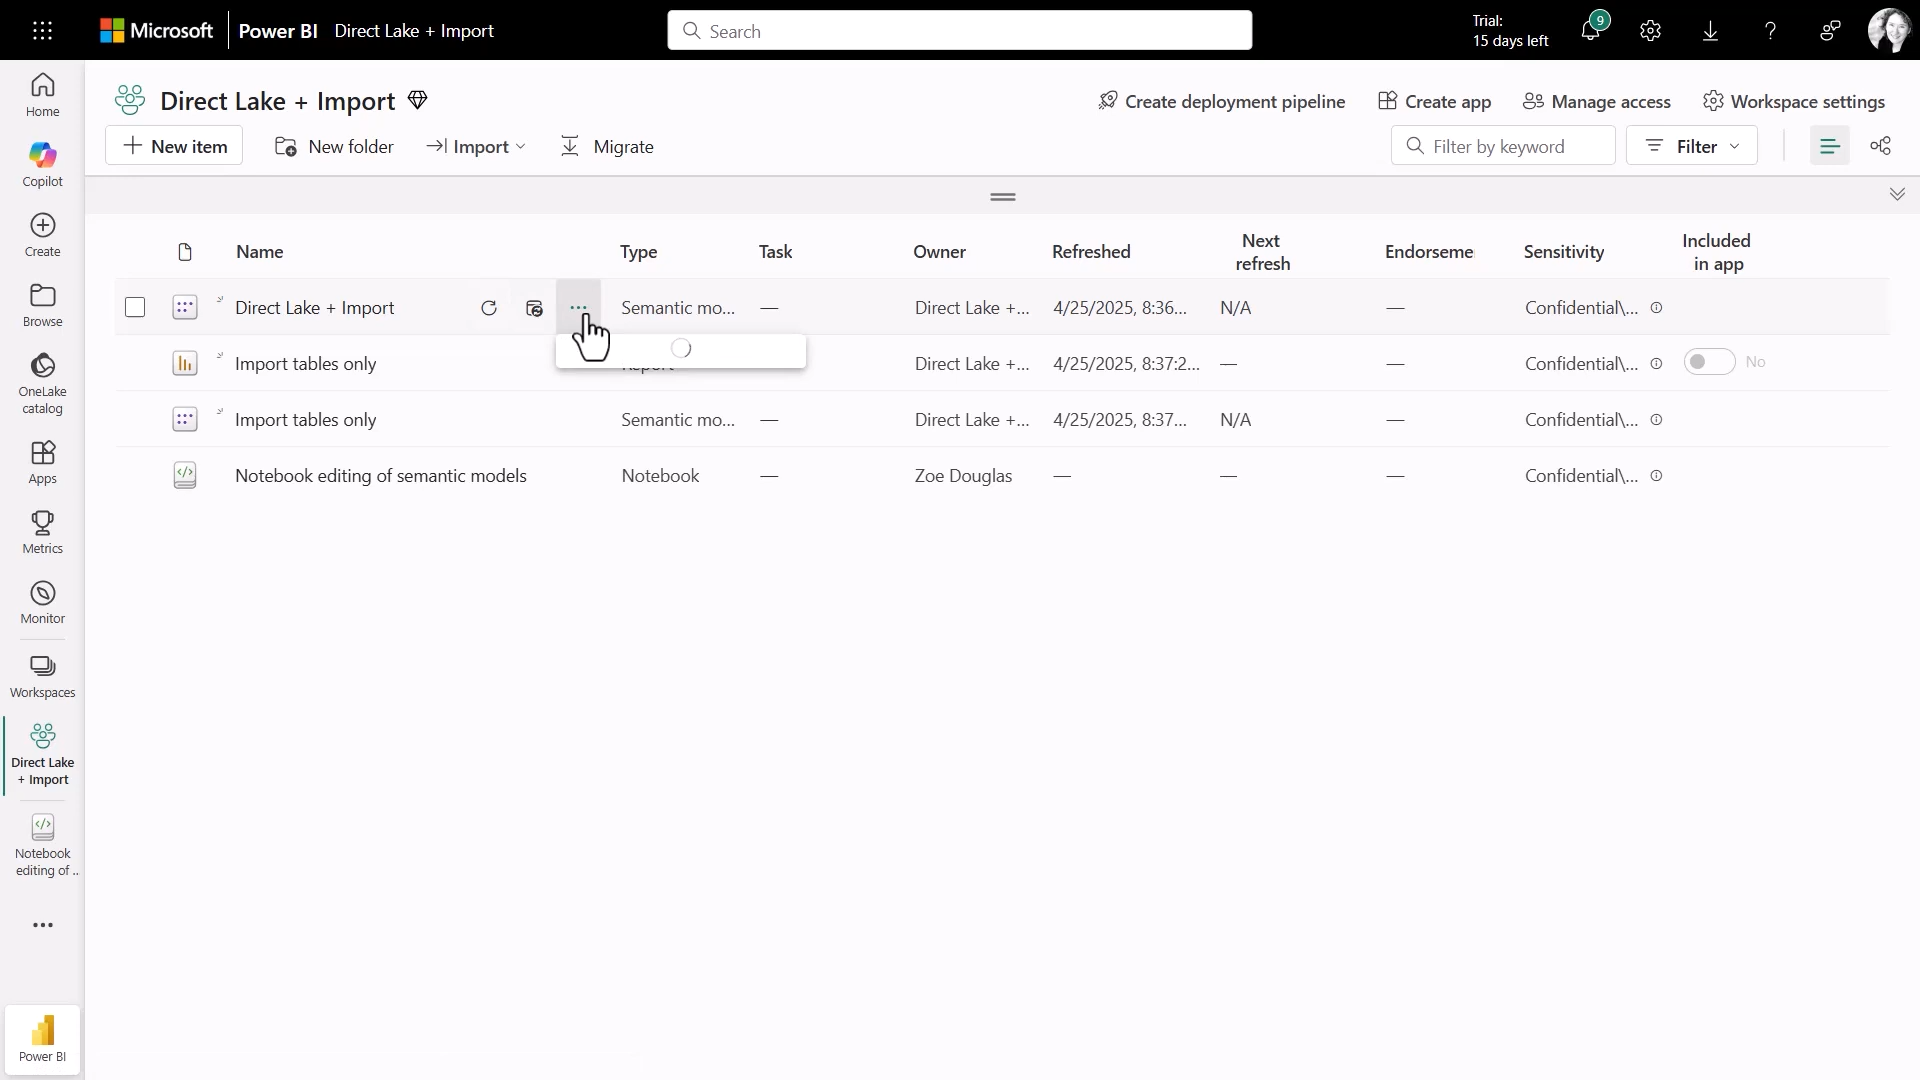 Microsoft Power BI Direct Lake + Import
Search
Trial:
15 days left
9
?
Home
Copilot
Create
Browse
OneLake
catalog
Apps
Metrics
Monitor
Workspaces
Direct Lake
+ Import
Notebook
editing of ..
Power BI
Direct Lake + Import
Create deployment pipeline Create app Manage access Workspace settings
New item New folder Import Migrate
Filter by keyword Filter
Name Type Task Owner Refreshed Next refresh Endorseme Sensitivity Included in app
Direct Lake + Import ... Semantic mo... — Direct Lake +... 4/25/2025, 8:36... N/A — Confidential\...
Import tables only Direct Lake +... 4/25/2025, 8:37:2... — — Confidential\... No
Import tables only Semantic mo... — Direct Lake +... 4/25/2025, 8:37... N/A — Confidential\...
Notebook editing of semantic models Notebook — Zoe Douglas — — — Confidential\...